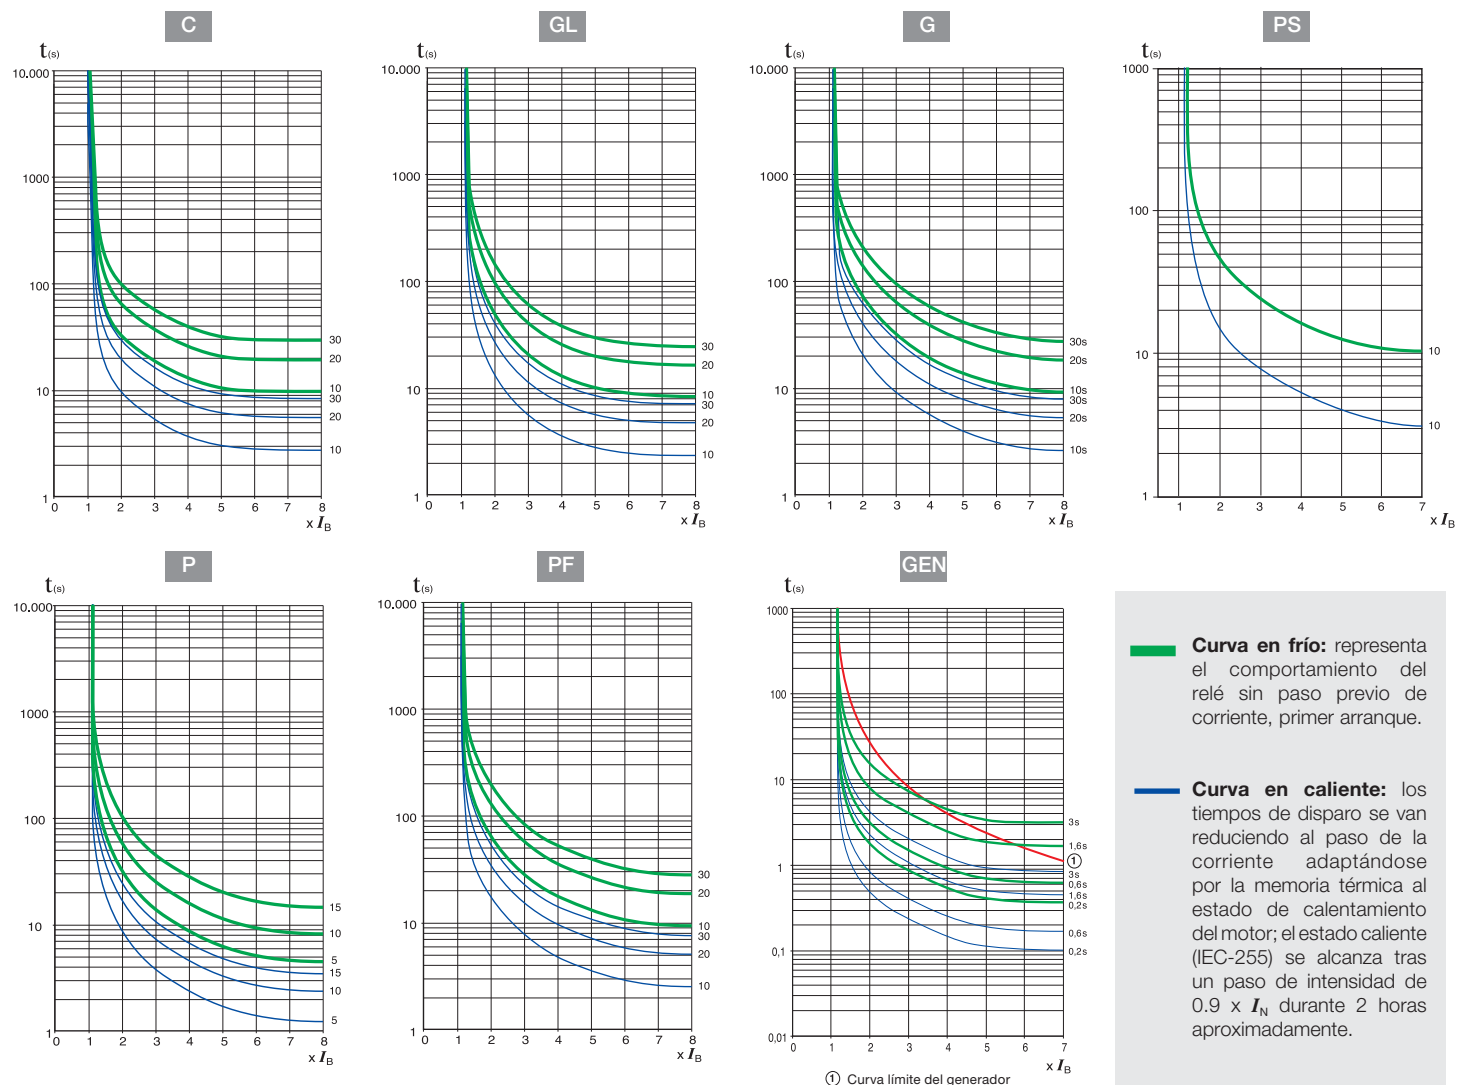 C
t(s)
10.000
1000
100
10
1
30
20
10
30
20
10
0 1 2 3 4 5 6 7 8
x IB
GL
t(s)
10.000
1000
100
10
1
30
20
10
30
20
10
0 1 2 3 4 5 6 7 8
x IB
G
t(s)
10.000
1000
100
10
1
30s
20s
10s
30s
20s
10s
0 1 2 3 4 5 6 7 8
x IB
PS
t(s)
1000
100
10
1
10
10
1 2 3 4 5 6 7
x IB
P
t(s)
10.000
1000
100
10
1
15
10
5
15
10
5
0 1 2 3 4 5 6 7 8
x IB
PF
t(s)
10.000
1000
100
10
1
30
20
10
30
20
10
0 1 2 3 4 5 6 7 8
x IB
GEN
t(s)
1000
100
10
1
0,1
0,01
3s
1,6s
①
3s
0,6s
1,6s
0,2s
0,6s
0,2s
0 1 2 3 4 5 6 7
x IB
① Curva límite del generador
Curva en frío: representa
el comportamiento del
relé sin paso previo de
corriente, primer arranque.
Curva en caliente: los
tiempos de disparo se van
reduciendo al paso de la
corriente adaptándose
por la memoria térmica al
estado de calentamiento
del motor; el estado caliente
(IEC-255) se alcanza tras
un paso de intensidad de
0.9 x IN durante 2 horas
aproximadamente.